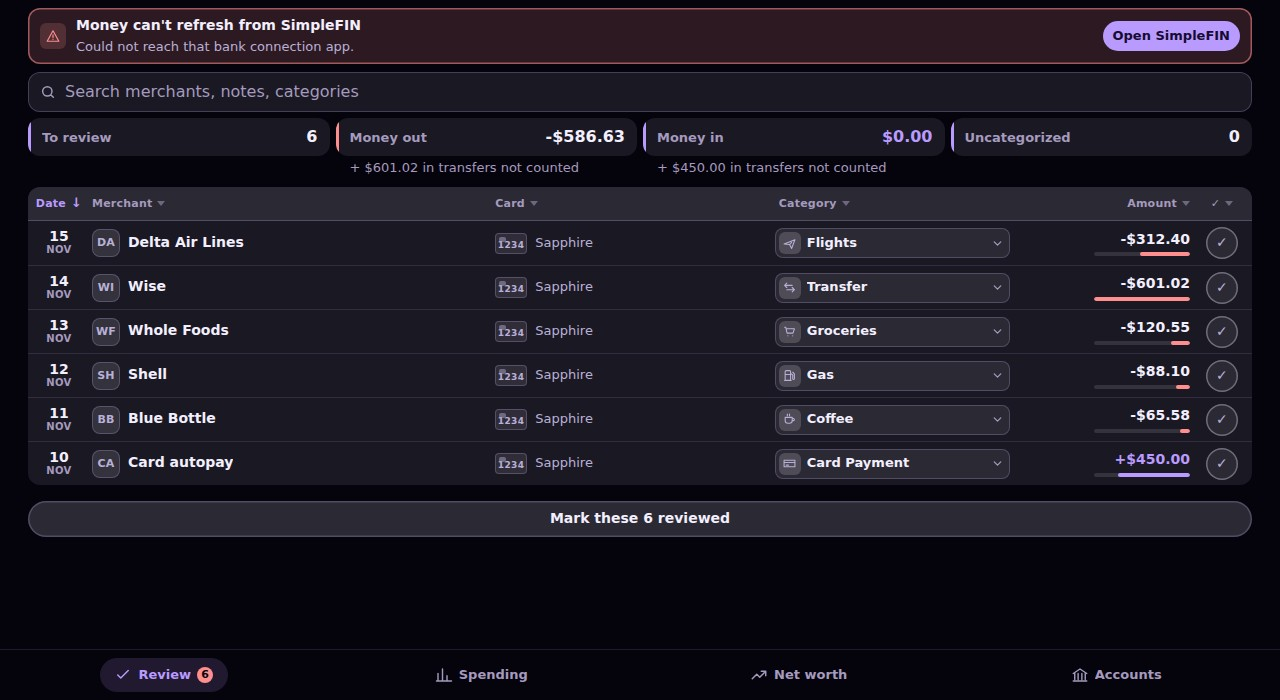 Money can't refresh from SimpleFIN
Could not reach that bank connection app.
Open SimpleFIN
Search merchants, notes, categories
To review 6
Money out -$586.63
Money in $0.00
Uncategorized 0
+ $601.02 in transfers not counted
+ $450.00 in transfers not counted
Date ↓ Merchant Card Category Amount ✓
15 NOV DA Delta Air Lines 1234 Sapphire Flights -$312.40 ✓
14 NOV WI Wise 1234 Sapphire Transfer -$601.02 ✓
13 NOV WF Whole Foods 1234 Sapphire Groceries -$120.55 ✓
12 NOV SH Shell 1234 Sapphire Gas -$88.10 ✓
11 NOV BB Blue Bottle 1234 Sapphire Coffee -$65.58 ✓
10 NOV CA Card autopay 1234 Sapphire Card Payment +$450.00 ✓
Mark these 6 reviewed
Review 6 Spending Net worth Accounts